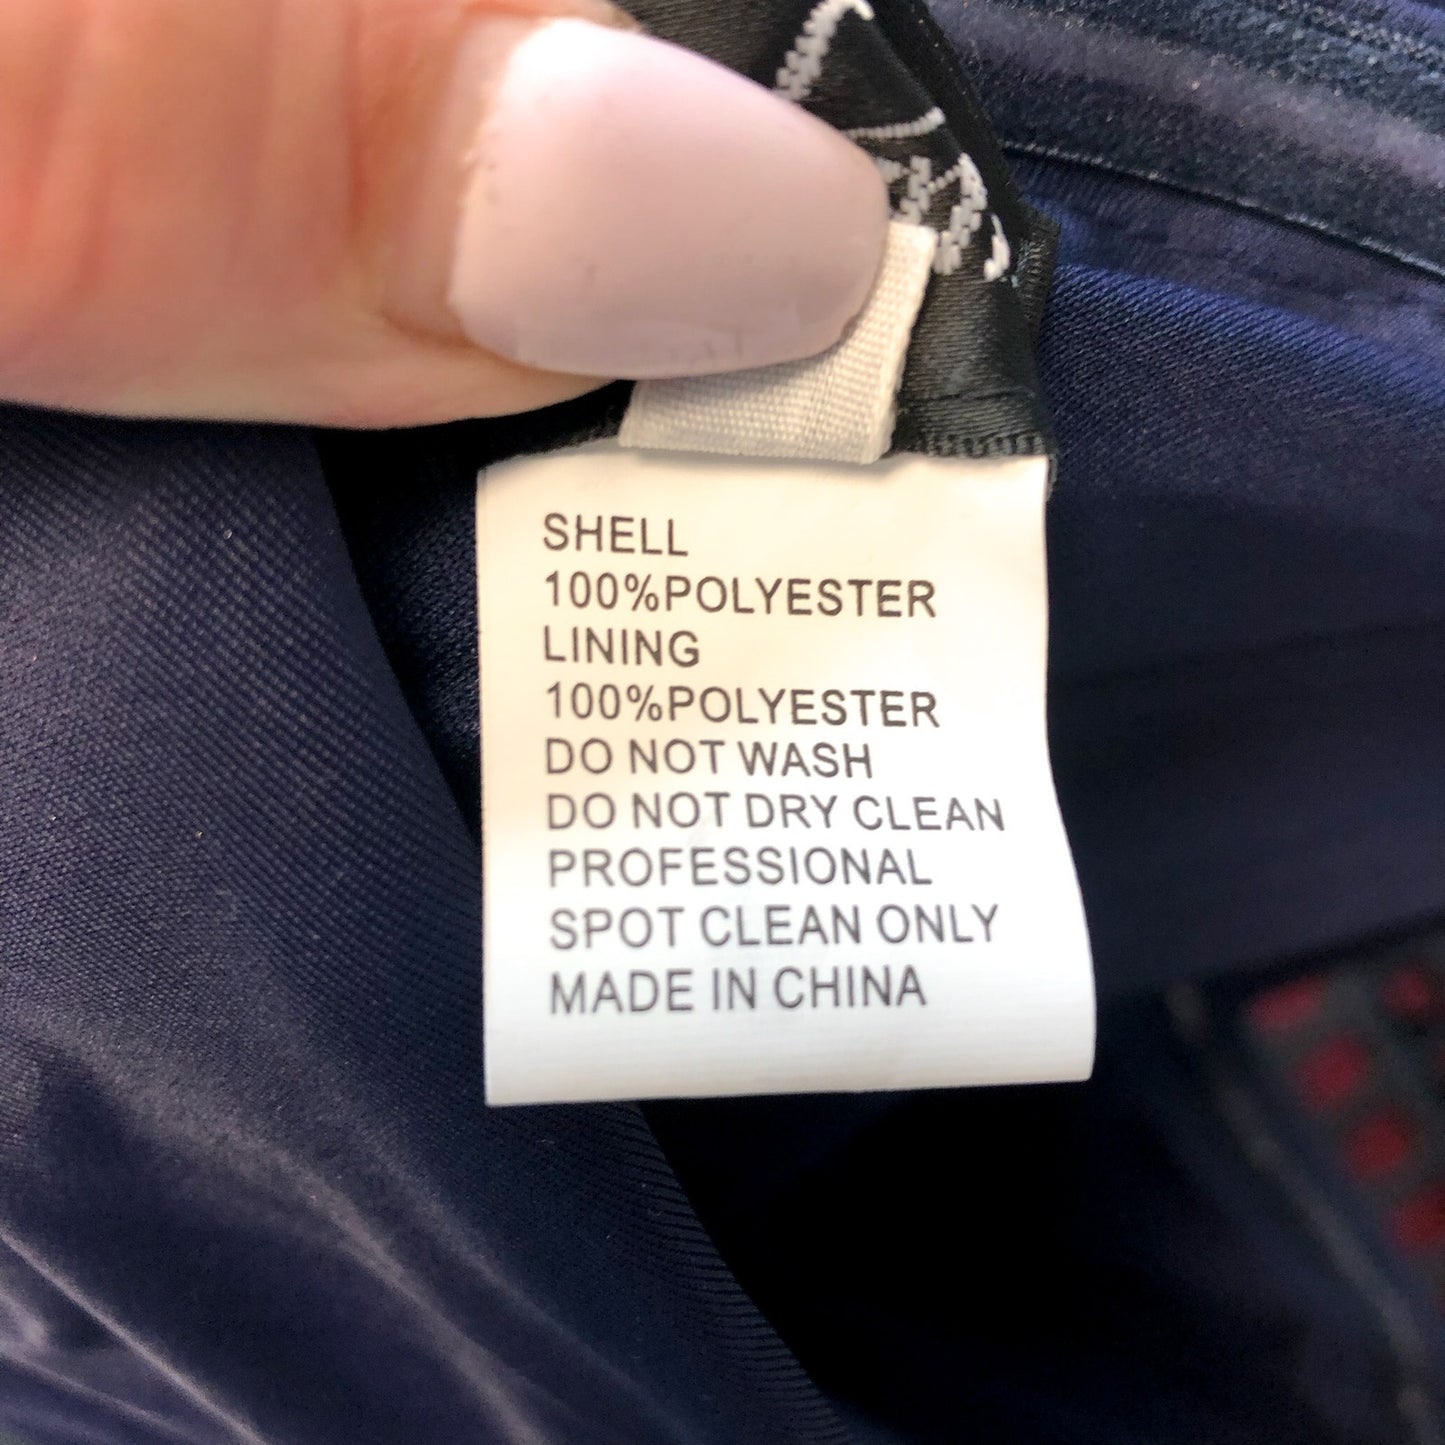 SHELL
100%POLYESTER
LINING
100%POLYESTER
DO NOT WASH
DO NOT DRY CLEAN
PROFESSIONAL
SPOT CLEAN ONLY
MADE IN CHINA